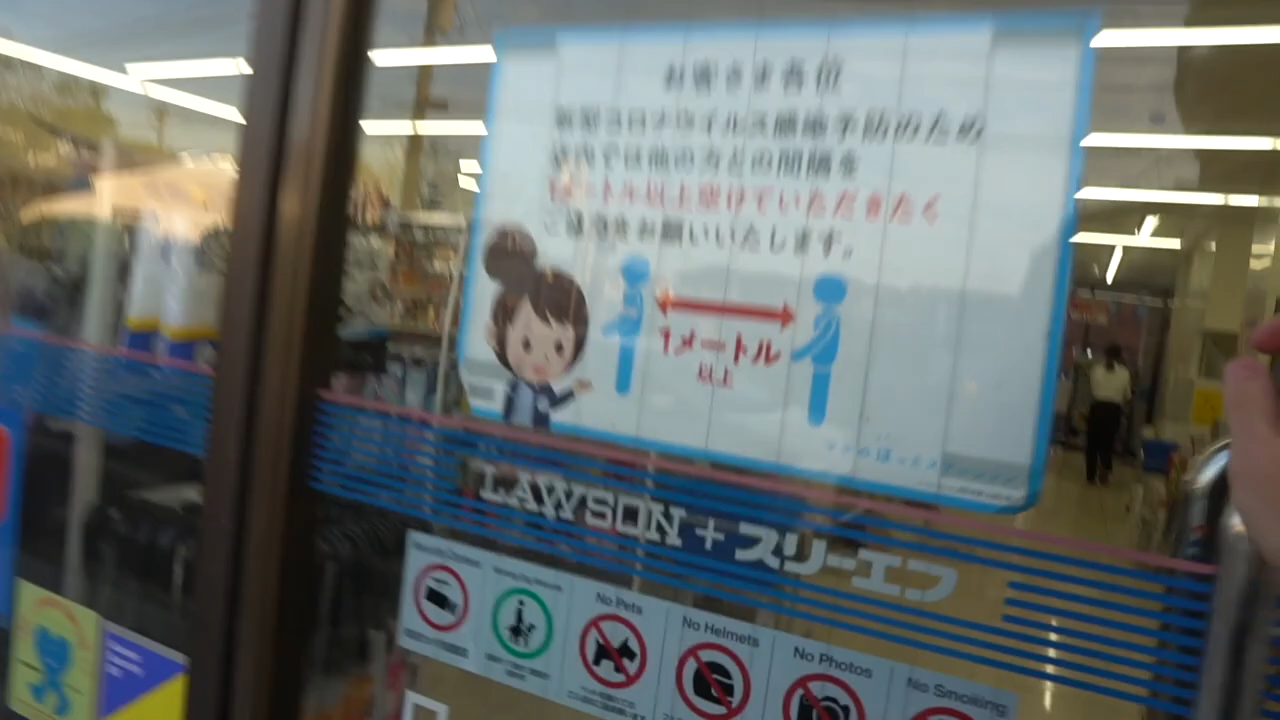 お客さま各位
新型コロナウイルス感染予防のため
店内では他の方との間隔を
1メートル以上空けていただきたく
お願いいたします。
1メートル
以上
LAWSON + スリーエフ
No Pets
No Helmets
No Photos
No Smoking